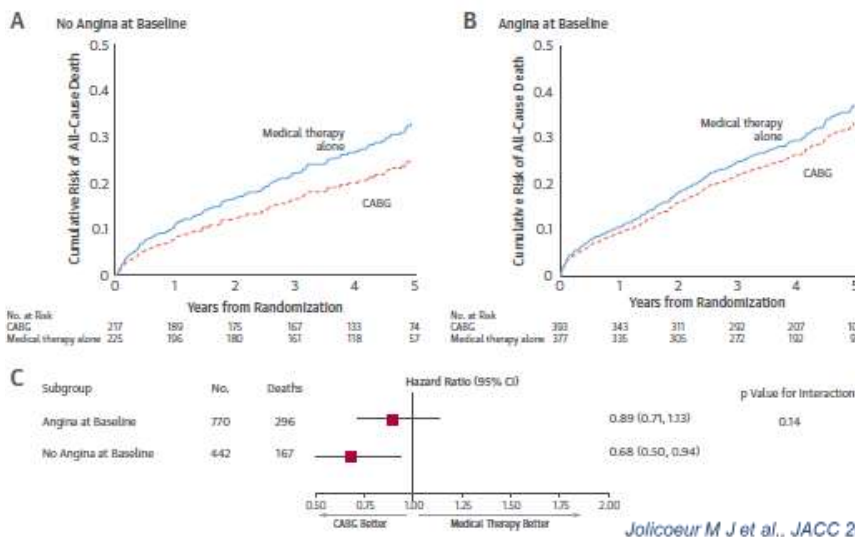 A No Angina at Baseline
Cumulative Risk of All-Cause Death
0.5
0.4
0.3
0.2
0.1
0
Medical therapy
alone
CABG
0 1 2 3 4 5
Years from Randomization
No. at Risk
CABG 217 189 175 167 133 74
Medical therapy alone 225 196 180 161 118 57
B Angina at Baseline
Cumulative Risk of All-Cause Death
0.5
0.4
0.3
0.2
0.1
0
Medical therapy
alone
CABG
0 1 2 3 4 5
Years from Randomization
No. at Risk
CABG 393 343 311 292 207
Medical therapy alone 377 335 305 272 192
C Subgroup No. Deaths Hazard Ratio (95% CI) p Value for Interaction
Angina at Baseline 770 296 0.89 (0.71, 1.13) 0.14
No Angina at Baseline 442 167 0.68 (0.50, 0.94)
0.50 0.75 1.00 1.25 1.50 1.75 2.00
CABG Better Medical Therapy Better
Jolicoeur M J et al., JACC 2